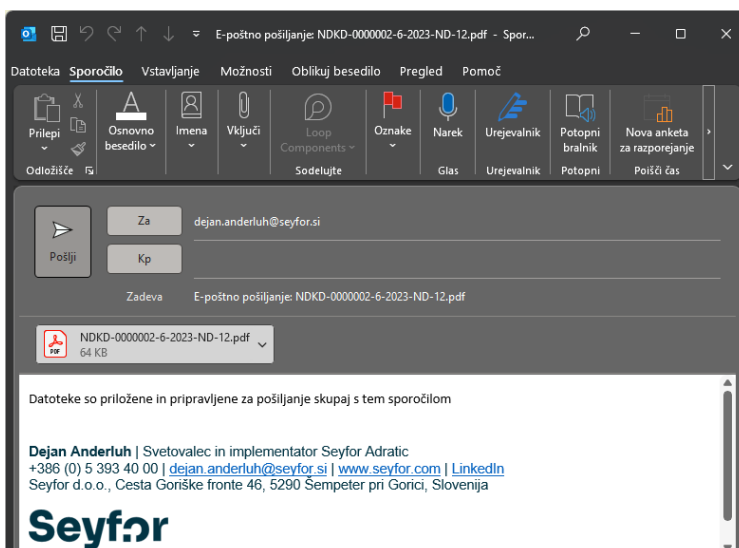 E-poštno pošiljanje: NDKD-0000002-6-2023-ND-12.pdf - Spor...
Datoteka Sporočilo Vstavljanje Možnosti Oblikuj besedilo Pregled Pomoč
Prilepi
Osnovno besedilo
Imena
Vključi
Loop Components
Oznake
Narek
Urejevalnik
Potopni bralnik
Nova anketa za razporejanje
Odložišče Sodelujte Glas Urejevalnik Potopni Poišči čas
Pošlji
Za dejan.anderluh@seyfor.si
Kp
Zadeva E-poštno pošiljanje: NDKD-0000002-6-2023-ND-12.pdf
PDF
NDKD-0000002-6-2023-ND-12.pdf
64 KB
Datoteke so priložene in pripravljene za pošiljanje skupaj s tem sporočilom
Dejan Anderluh | Svetovalec in implementator Seyfor Adratic
+386 (0) 5 393 40 00 | dejan.anderluh@seyfor.si | www.seyfor.com | LinkedIn
Seyfor d.o.o., Cesta Goriške fronte 46, 5290 Šempeter pri Gorici, Slovenija
Seyfor